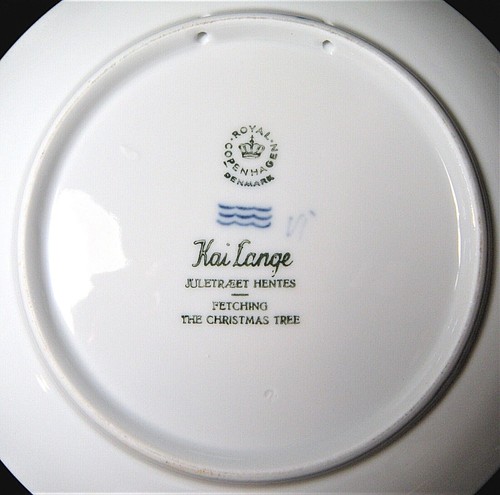 ROYAL
COPENHAGEN
DENMARK
Kai Lange
JULETRÆET HENTES
FETCHING
THE CHRISTMAS TREE